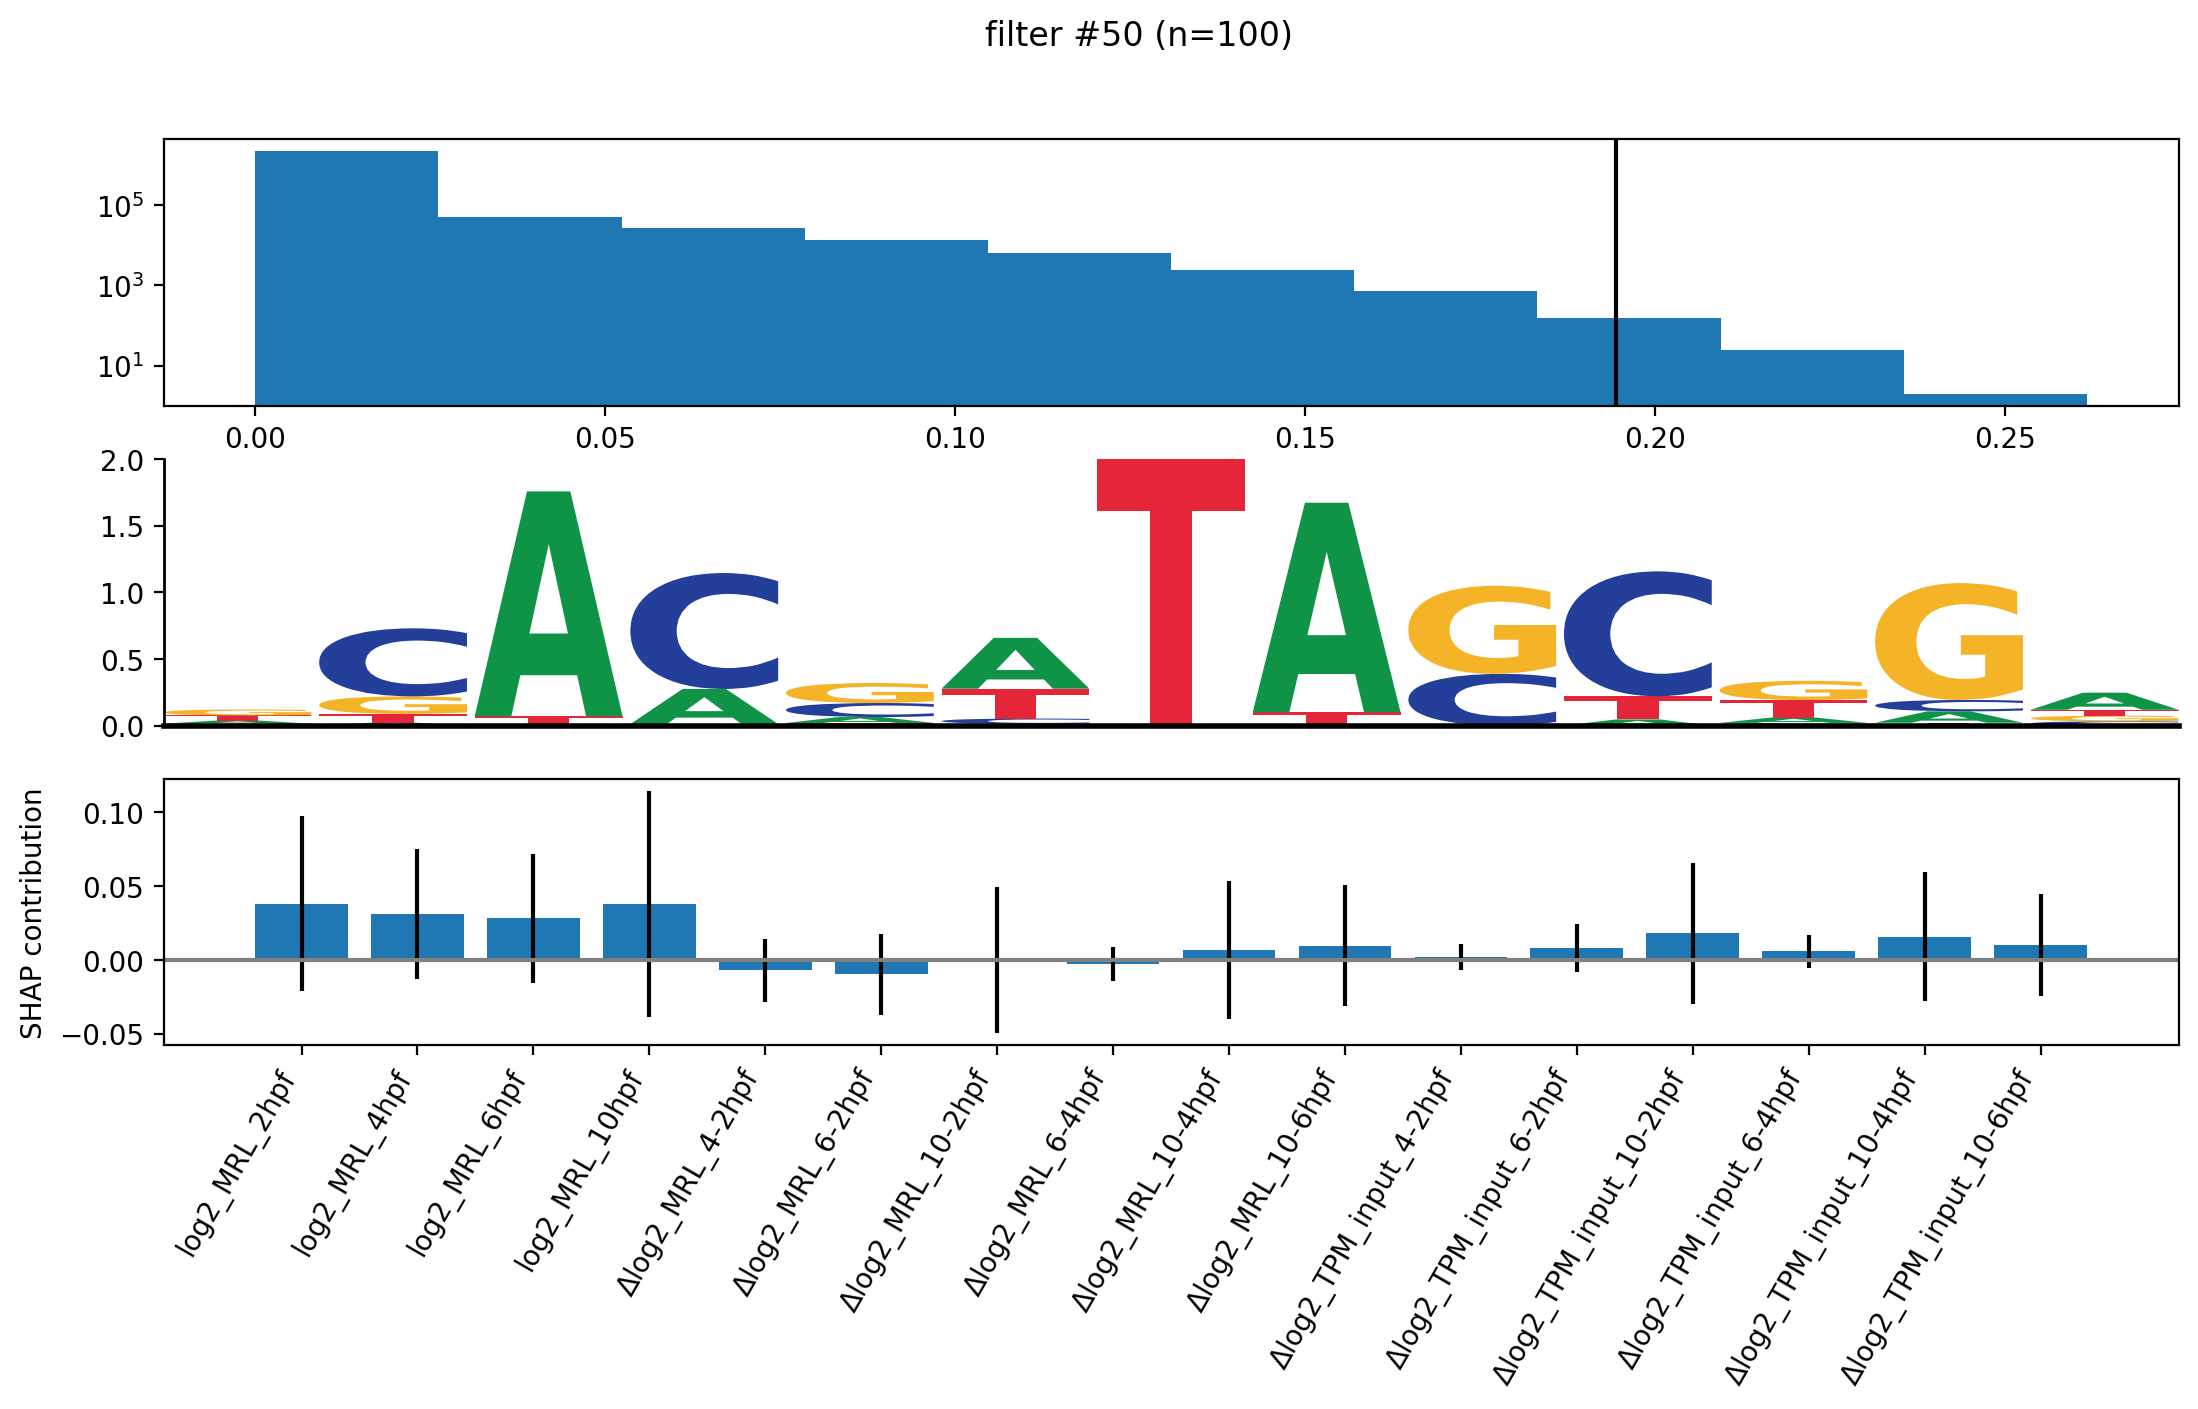 filter #50 (n=100)
10^5
10^3
10^1
0.00 0.05 0.10 0.15 0.20 0.25
2.0
1.5
1.0
0.5
0.0
CACGATAGCGGA
SHAP contribution
0.10
0.05
0.00
−0.05
log2_MRL_2hpf
log2_MRL_4hpf
log2_MRL_6hpf
log2_MRL_10hpf
Δlog2_MRL_4-2hpf
Δlog2_MRL_6-2hpf
Δlog2_MRL_10-2hpf
Δlog2_MRL_6-4hpf
Δlog2_MRL_10-4hpf
Δlog2_MRL_10-6hpf
Δlog2_TPM_input_4-2hpf
Δlog2_TPM_input_6-2hpf
Δlog2_TPM_input_10-2hpf
Δlog2_TPM_input_6-4hpf
Δlog2_TPM_input_10-4hpf
Δlog2_TPM_input_10-6hpf